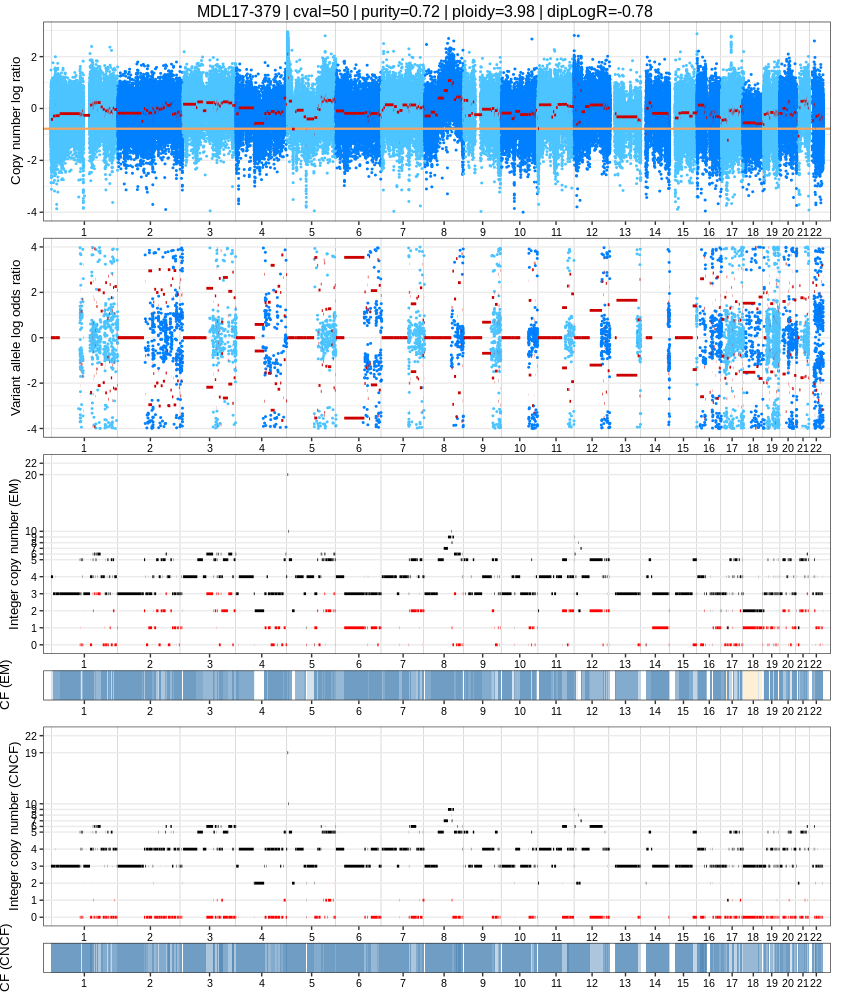 MDL17-379 | cval=50 | purity=0.72 | ploidy=3.98 | dipLogR=-0.78
Copy number log ratio
2
0
-2
-4
1 2 3 4 5 6 7 8 9 10 11 12 13 14 15 16 17 18 19 20 21 22
Variant allele log odds ratio
4
2
0
-2
-4
1 2 3 4 5 6 7 8 9 10 11 12 13 14 15 16 17 18 19 20 21 22
Integer copy number (EM)
22
20
10
5
4
3
2
1
0
1 2 3 4 5 6 7 8 9 10 11 12 13 14 15 16 17 18 19 20 21 22
CF (EM)
1 2 3 4 5 6 7 8 9 10 11 12 13 14 15 16 17 18 19 20 21 22
Integer copy number (CNCF)
22
19
10
5
4
3
2
1
0
1 2 3 4 5 6 7 8 9 10 11 12 13 14 15 16 17 18 19 20 21 22
CF (CNCF)
1 2 3 4 5 6 7 8 9 10 11 12 13 14 15 16 17 18 19 20 21 22